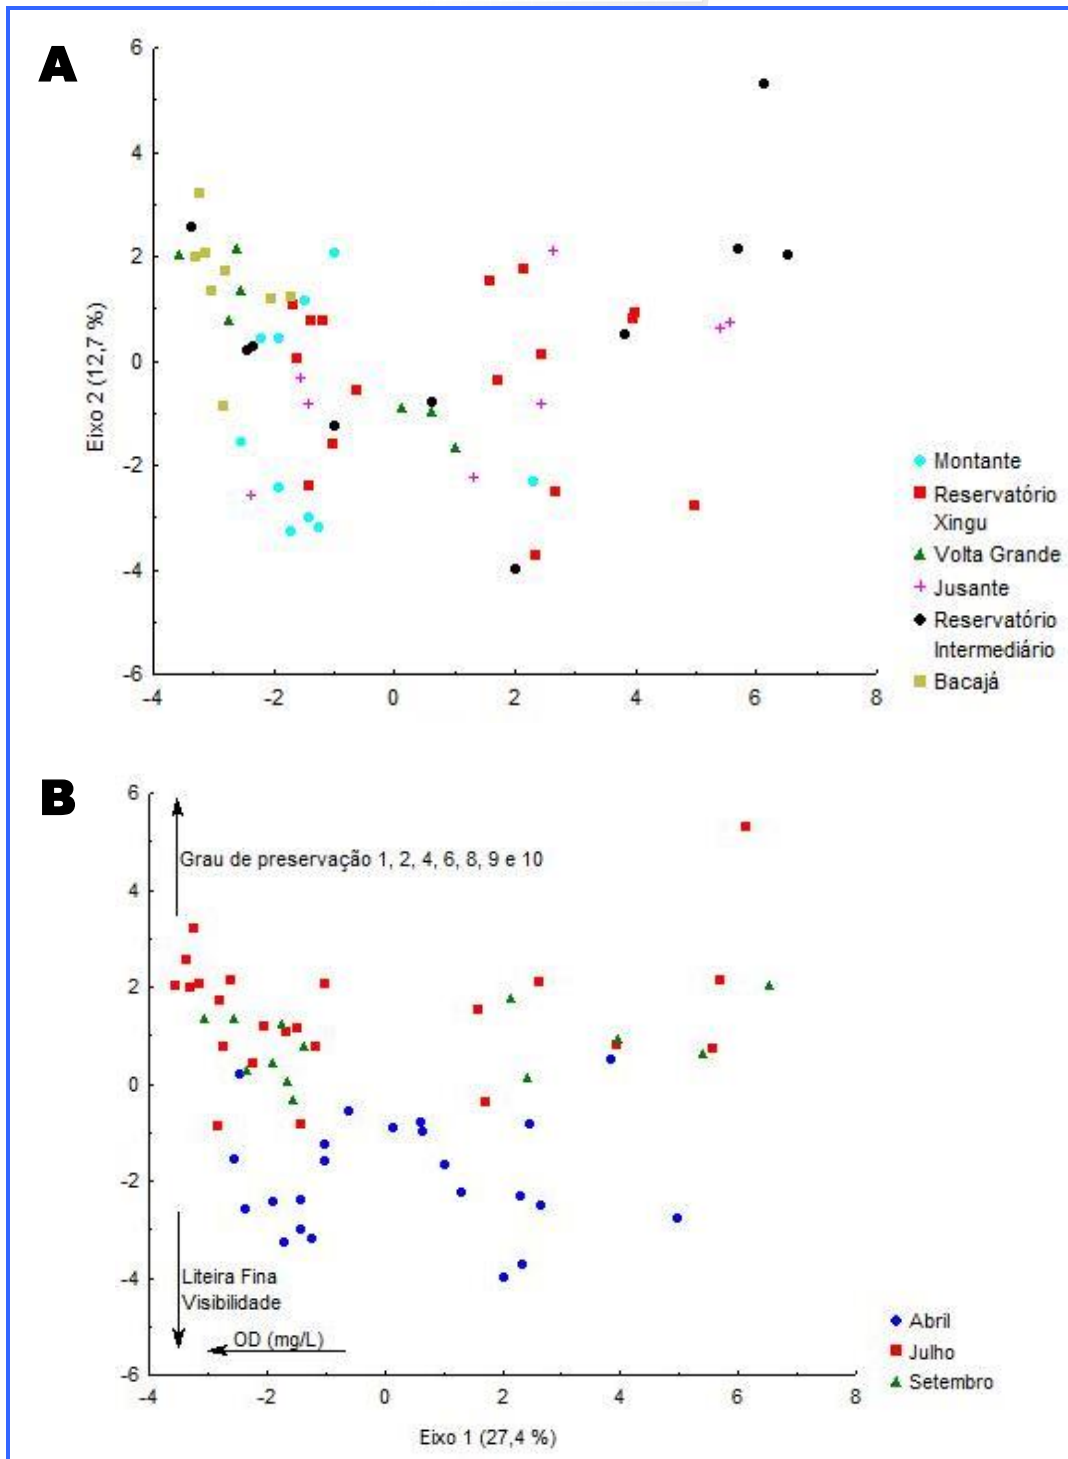 A
6
4
2
0
-2
-4
-6
Eixo 2 (12,7 %)
-4 -2 0 2 4 6 8
Montante
Reservatório
Xingu
Volta Grande
Jusante
Reservatório
Intermediário
Bacajá
B
6
4
2
0
-2
-4
-6
Grau de preservação 1, 2, 4, 6, 8, 9 e 10
Liteira Fina
Visibilidade
OD (mg/L)
Abril
Julho
Setembro
-4 -2 0 2 4 6 8
Eixo 1 (27,4 %)